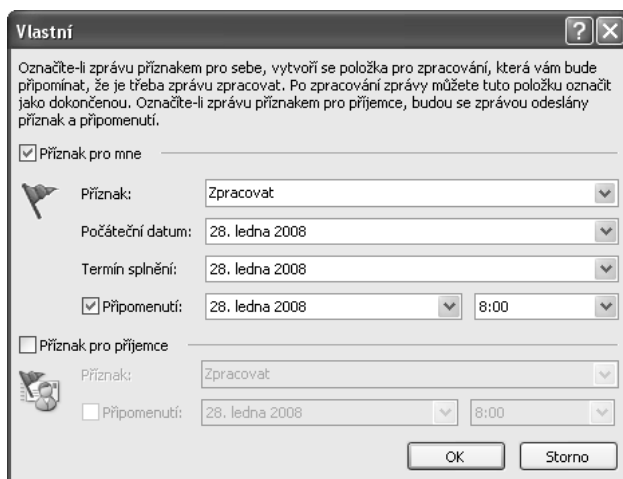 Vlastní
Označíte-li zprávu příznakem pro sebe, vytvoří se položka pro zpracování, která vám bude
připomínat, že je třeba zprávu zpracovat. Po zpracování zprávy můžete tuto položku označit
jako dokončenou. Označíte-li zprávu příznakem pro příjemce, budou se zprávou odeslány
příznak a připomenutí.
Příznak pro mne
Příznak: Zpracovat
Počáteční datum: 28. ledna 2008
Termín splnění: 28. ledna 2008
Připomenutí: 28. ledna 2008 8:00
Příznak pro příjemce
Příznak: Zpracovat
Připomenutí: 28. ledna 2008 8:00
OK Storno